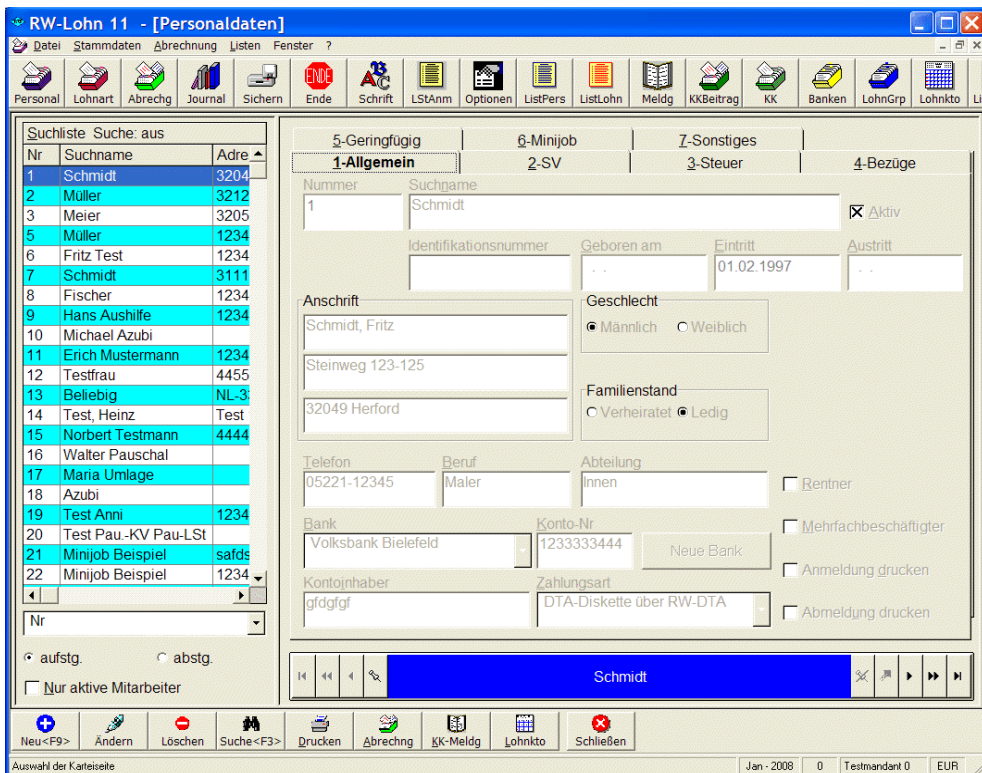 RW-Lohn 11 - [Personaldaten]
Datei Stammdaten Abrechnung Listen Fenster ?
Personal Lohnart Abrechg Journal Sichern Ende Schrift LStAnm Optionen ListPers ListLohn Meldg KKBeitrag KK Banken LohnGrp Lohnkto Li
Suchliste Suche: aus
Nr Suchname Adre
1 Schmidt 3204
2 Müller 3212
3 Meier 3205
5 Müller 1234
6 Fritz Test 1234
7 Schmidt 3111
8 Fischer 1234
9 Hans Aushilfe 1234
10 Michael Azubi
11 Erich Mustermann 1234
12 Testfrau 4455
13 Beliebig NL-33
14 Test, Heinz Test
15 Norbert Testmann 4444
16 Walter Pauschal
17 Maria Umlage
18 Azubi
19 Test Anni 1234
20 Test Pau.-KV Pau-LSt
21 Minijob Beispiel safds
22 Minijob Beispiel 1234
Nr
aufstg. abstg.
Nur aktive Mitarbeiter
5-Geringfügig 6-Minijob 7-Sonstiges
1-Allgemein 2-SV 3-Steuer 4-Bezüge
Nummer Suchname
1 Schmidt
Aktiv
Identifikationsnummer Geboren am Eintritt Austritt
. . 01.02.1997 . .
Anschrift
Schmidt, Fritz
Steinweg 123-125
32049 Herford
Geschlecht
Männlich Weiblich
Familienstand
Verheiratet Ledig
Telefon Beruf Abteilung
05221-12345 Maler Innen
Rentner
Bank Konto-Nr
Volksbank Bielefeld 1233333444 Neue Bank
Mehrfachbeschäftigter
Anmeldung drucken
Kontoinhaber Zahlungsart
gfdgfgf DTA-Diskette über RW-DTA
Abmeldung drucken
Schmidt
Neu<F9> Ändern Löschen Suche<F3> Drucken Abrechng KK-Meldg Lohnkto Schließen
Auswahl der Karteiseite Jan - 2008 0 Testmandant 0 EUR